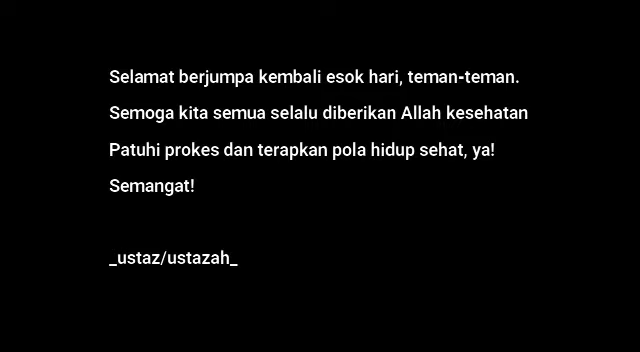 Selamat berjumpa kembali esok hari, teman-teman.
Semoga kita semua selalu diberikan Allah kesehatan
Patuhi prokes dan terapkan pola hidup sehat, ya!
Semangat!
_ustaz/ustazah_